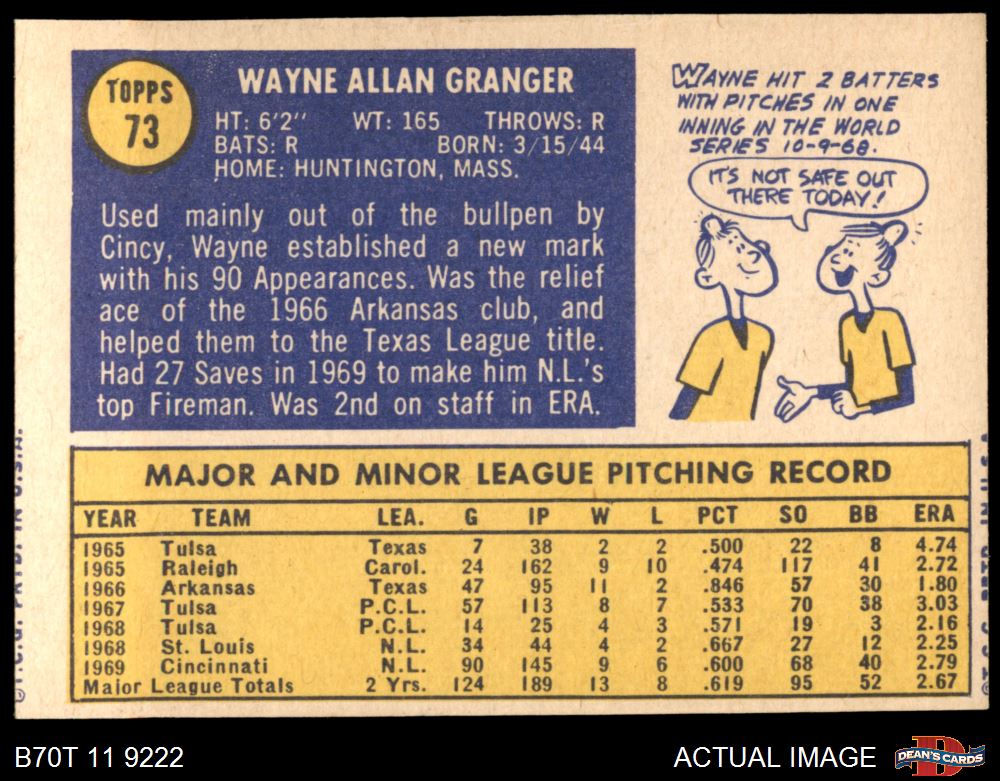 TOPPS
73
WAYNE ALLAN GRANGER
HT: 6'2" WT: 165 THROWS: R
BATS: R BORN: 3/15/44
HOME: HUNTINGTON, MASS.
Used mainly out of the bullpen by
Cincy, Wayne established a new mark
with his 90 Appearances. Was the relief
ace of the 1966 Arkansas club, and
helped them to the Texas League title.
Had 27 Saves in 1969 to make him N.L.'s
top Fireman. Was 2nd on staff in ERA.
WAYNE HIT 2 BATTERS
WITH PITCHES IN ONE
INNING IN THE WORLD
SERIES 10-9-68.
IT'S NOT SAFE OUT
THERE TODAY!
MAJOR AND MINOR LEAGUE PITCHING RECORD
YEAR TEAM LEA. G IP W L PCT SO BB ERA
1965 Tulsa Texas 7 38 2 2 .500 22 8 4.74
1965 Raleigh Carol. 24 162 9 10 .474 117 41 2.72
1966 Arkansas Texas 47 95 11 2 .846 57 30 1.80
1967 Tulsa P.C.L. 57 113 8 7 .533 70 38 3.03
1968 Tulsa P.C.L. 14 25 4 3 .571 19 3 2.16
1968 St. Louis N.L. 34 44 4 2 .667 27 12 2.25
1969 Cincinnati N.L. 90 145 9 6 .600 68 40 2.79
Major League Totals 2 Yrs. 124 189 13 8 .619 95 52 2.67
B70T 11 9222
ACTUAL IMAGE
DEAN'S CARDS